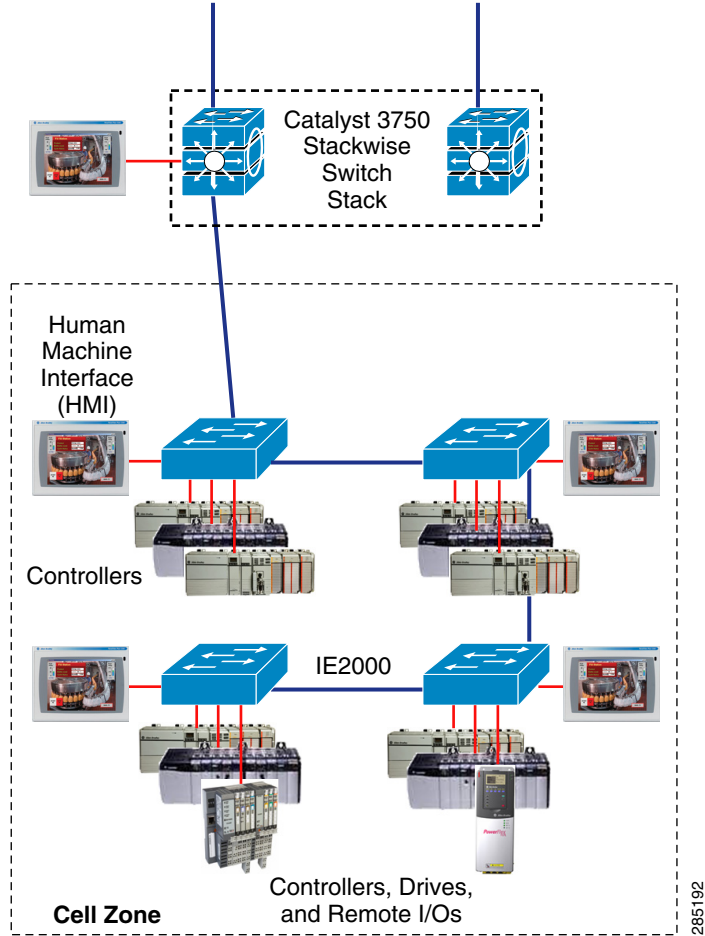 Catalyst 3750
Stackwise
Switch
Stack
Human
Machine
Interface
(HMI)
Controllers
IE2000
PowerFlex
Controllers, Drives,
and Remote I/Os
Cell Zone
285192